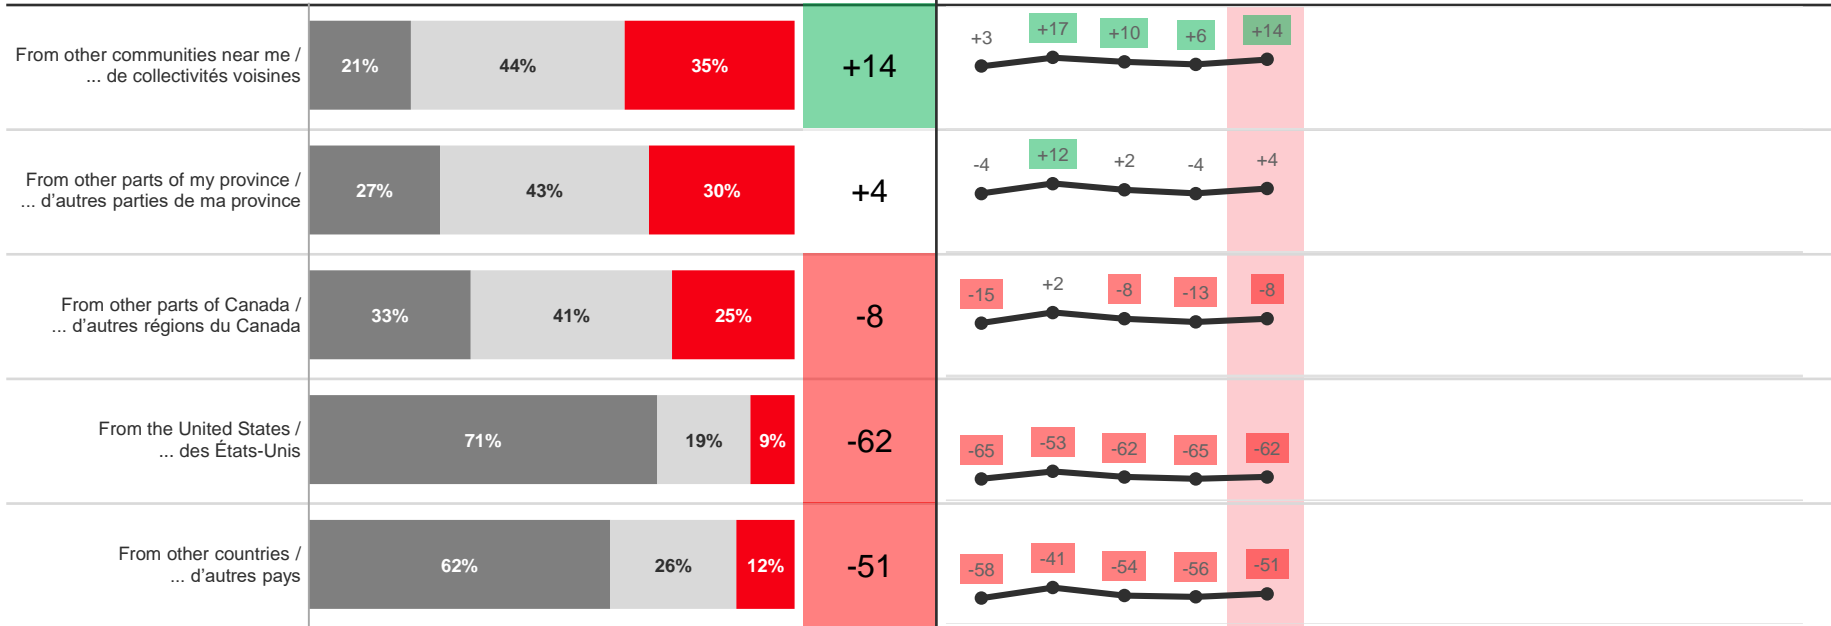 From other communities near me /
... de collectivités voisines
21% 44% 35% +14 +3 +17 +10 +6 +14
From other parts of my province /
... d'autres parties de ma province
27% 43% 30% +4 -4 +12 +2 -4 +4
From other parts of Canada /
... d'autres régions du Canada
33% 41% 25% -8 -15 +2 -8 -13 -8
From the United States /
... des États-Unis
71% 19% 9% -62 -65 -53 -62 -65 -62
From other countries /
... d'autres pays
62% 26% 12% -51 -58 -41 -54 -56 -51